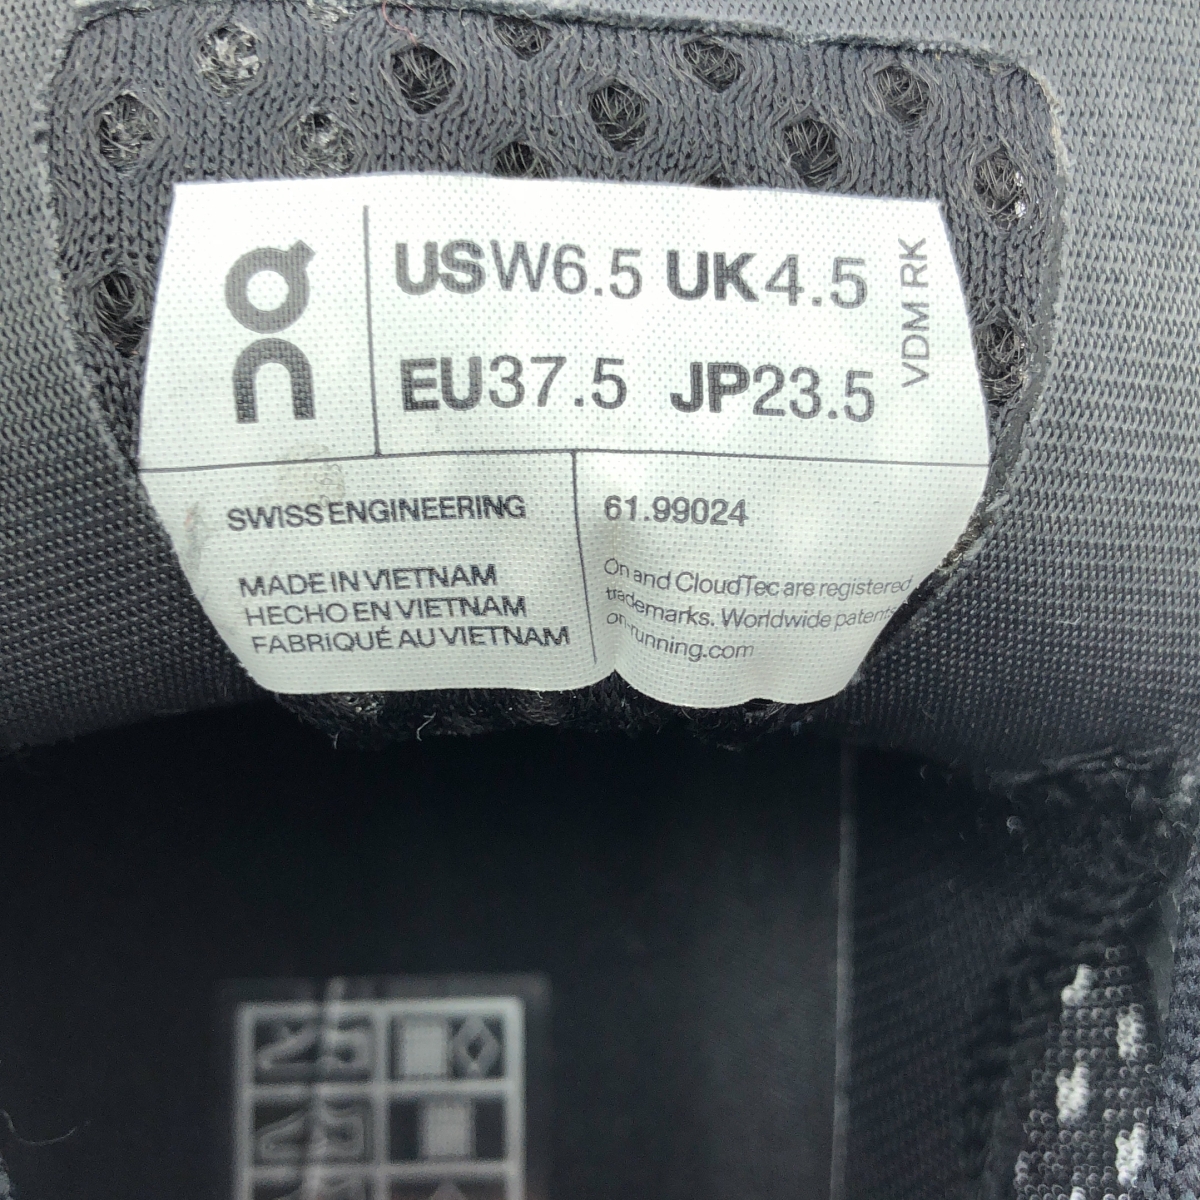 On
USW6.5 UK4.5
EU37.5 JP23.5
VDM RK
SWISS ENGINEERING
MADE IN VIETNAM
HECHO EN VIETNAM
FABRIQUÉ AU VIETNAM
61.99024
On and CloudTec are registered
trademarks. Worldwide patents
on-running.com